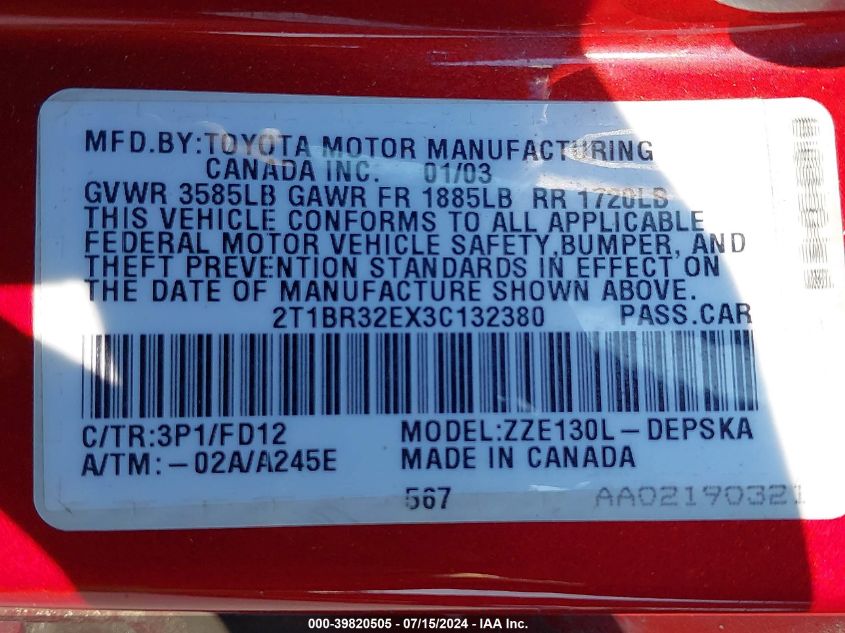 MFD.BY:TOYOTA MOTOR MANUFACTURING
CANADA INC. 01/03
GVWR 3585LB GAWR FR 1885LB RR 1720LB
THIS VEHICLE CONFORMS TO ALL APPLICABLE
FEDERAL MOTOR VEHICLE SAFETY,BUMPER, AND
THEFT PREVENTION STANDARDS IN EFFECT ON
THE DATE OF MANUFACTURE SHOWN ABOVE.
2T1BR32EX3C132380 PASS.CAR
C/TR:3P1/FD12 MODEL:ZZE130L-DEPSKA
A/TM:-02A/A245E MADE IN CANADA
567 AA02190321
000-39820505 - 07/15/2024 - IAA Inc.